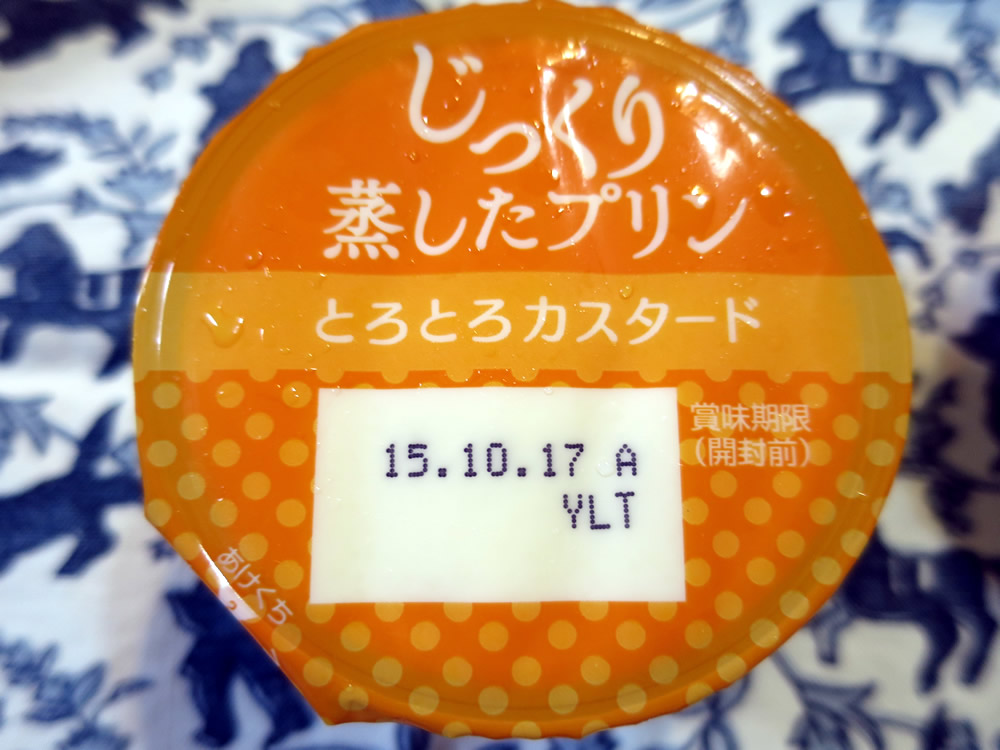 じっくり
蒸したプリン
とろとろカスタード
15.10.17 A
YLT
賞味期限
(開封前)
あけくち